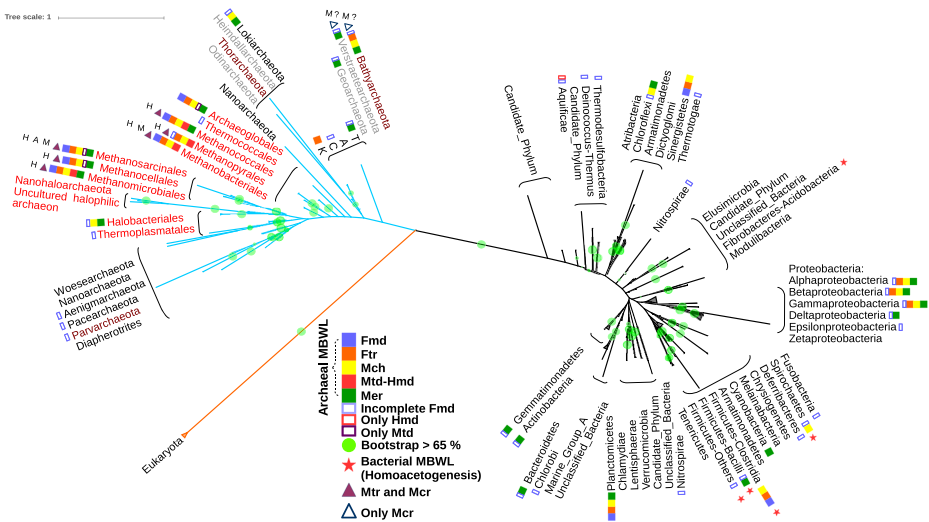 Tree scale: 1
M ? M ?
Lokiarchaeota
Heimdallarchaeota
Thorarchaeota
Odinarchaeota
Nanoarchaeota
Bathyarchaeota
Verstraetearchaeota
Geoarchaeota
T
A
C
K
H
Archaeoglobales
Thermococcales
H M H
Methanococcales
Methanopyrales
H M
Methanobacteriales
H A M
Methanosarcinales
H
Methanocellales
H
Methanomicrobiales
Nanohaloarchaeota
Uncultured halophilic
archaeon
Halobacteriales
Thermoplasmatales
Woesearchaeota
Nanoarchaeota
Aenigmarchaeota
Pacearchaeota
Parvarchaeota
Diapherotrites
Eukaryota
Archaeal MBWL
Fmd
Ftr
Mch
Mtd-Hmd
Mer
Incomplete Fmd
Only Hmd
Only Mtd
Bootstrap > 65 %
Bacterial MBWL
(Homoacetogenesis)
Mtr and Mcr
Only Mcr
Candidate_Phylum
Aquificae
Candidate_Phylum
Deinococcus-Thermus
Thermodesulfobacteria
Atribacteria
Chloroflexi
Armatimonadetes
Dictyoglomi
Sinergistetes
Thermotogae
Nitrospirae
Elusimicrobia
Candidate_Phylum
Unclassified_Bacteria
Fibrobacteres-Acidobacteria
Modulibacteria
Proteobacteria:
Alphaproteobacteria
Betaproteobacteria
Gammaproteobacteria
Deltaproteobacteria
Epsilonproteobacteria
Zetaproteobacteria
Fusobacteria
Spirochaetes
Deferribacteres
Chrysiogenetes
Melainabacteria
Cyanobacteria
Armatimonadetes
Firmicutes-Clostridia
Firmicutes-Bacilli
Firmicutes-Others
Tenericutes
Nitrospirae
Unclassified_Bacteria
Candidate_Phylum
Verrucomicrobia
Lentisphaerae
Chlamydiae
Planctomicetes
Unclassified_Bacteria
Marine_Group_A
Chlorobi
Bacteroidetes
Actinobacteria
Gemmatimonadetes